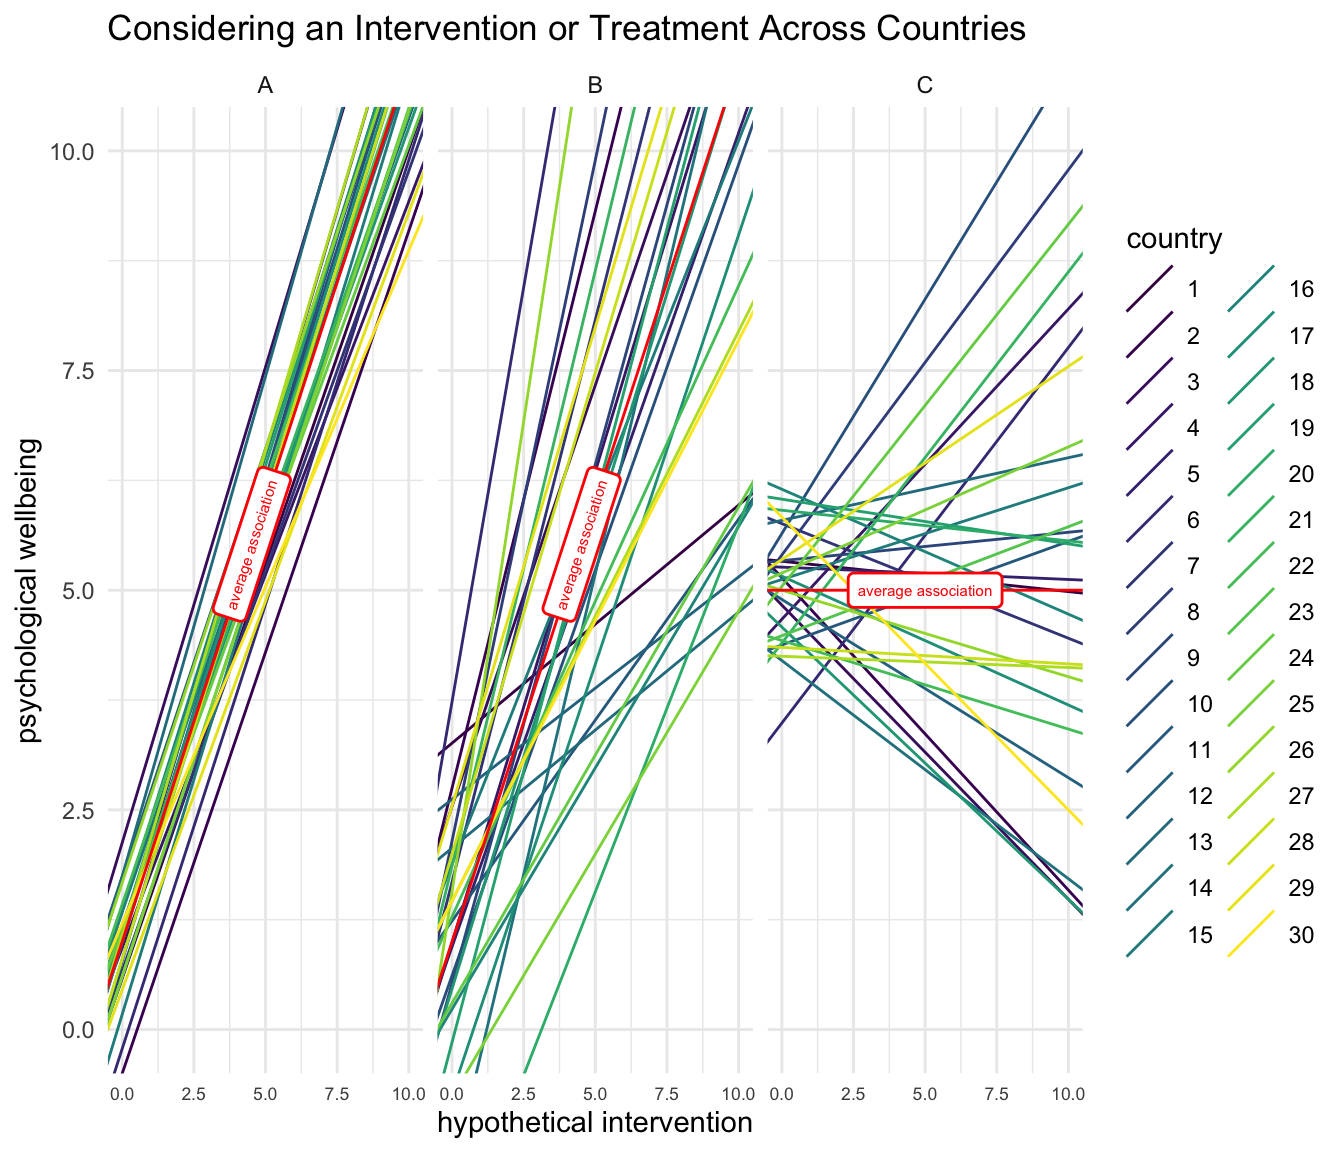 Considering an Intervention or Treatment Across Countries
A
B
C
10.0
7.5
5.0
2.5
0.0
psychological wellbeing
average association
average association
average association
0.0 2.5 5.0 7.5 10.0
0.0 2.5 5.0 7.5 10.0
0.0 2.5 5.0 7.5 10.0
hypothetical intervention
country
1
2
3
4
5
6
7
8
9
10
11
12
13
14
15
16
17
18
19
20
21
22
23
24
25
26
27
28
29
30